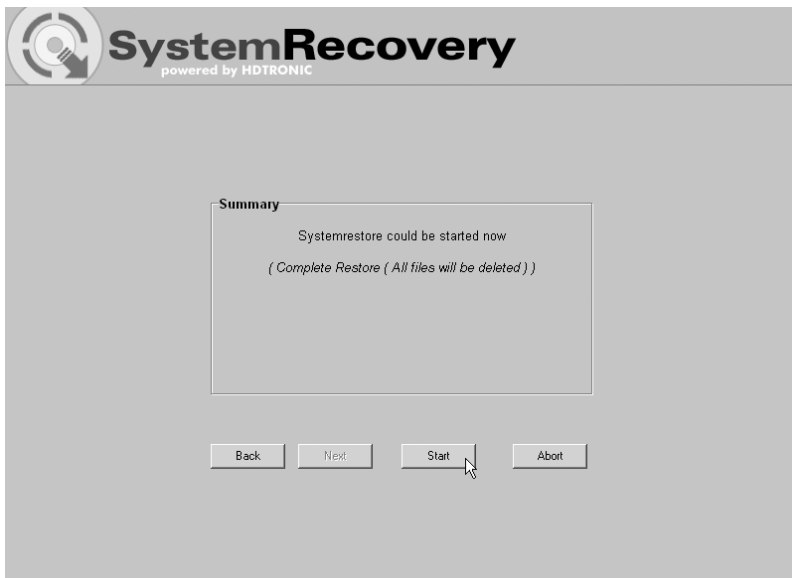 SystemRecovery
powered by HDTRONIC
Summary
Systemrestore could be started now
( Complete Restore ( All files will be deleted ) )
Back
Next
Start
Abort